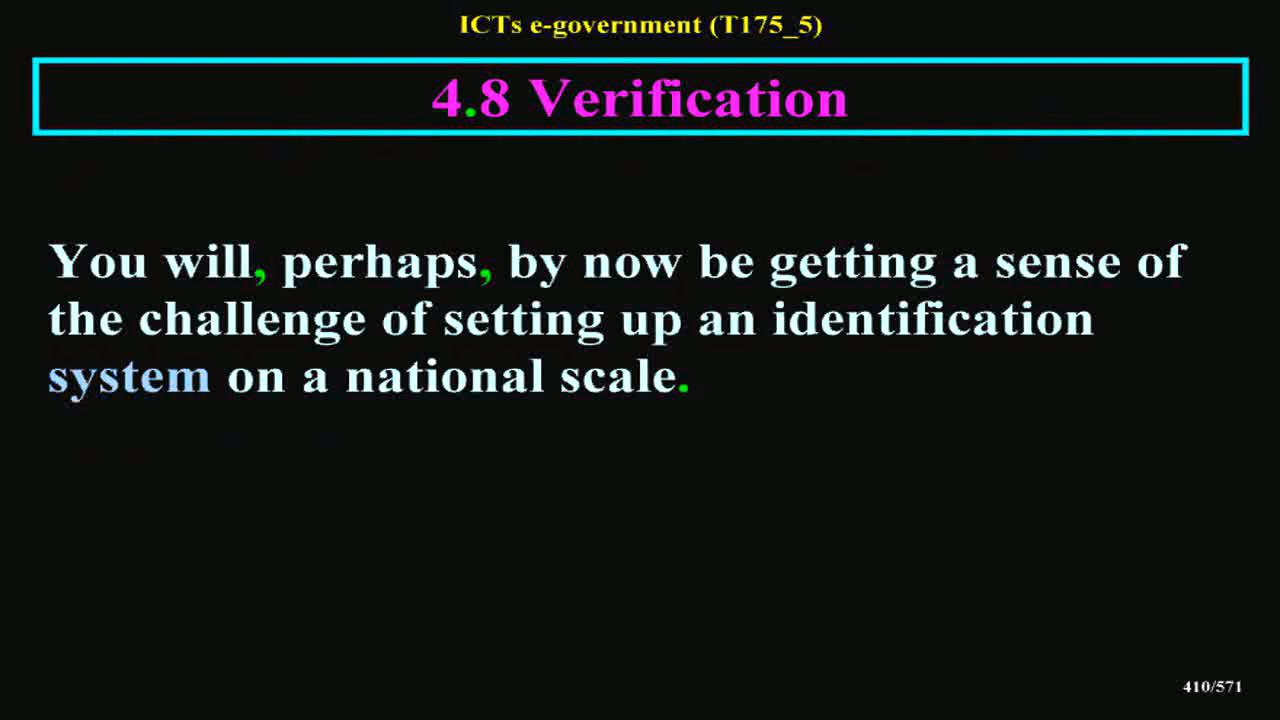 ICTs e-government (T175_5)
4.8 Verification
You will, perhaps, by now be getting a sense of
the challenge of setting up an identification
system on a national scale.
410/571